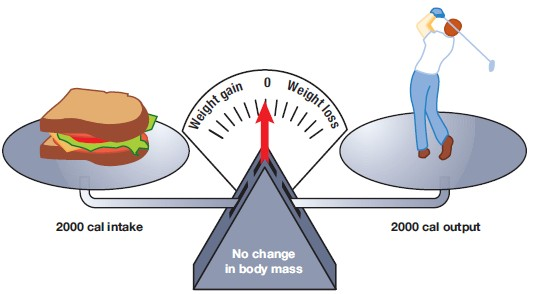 Weight gain
0
Weight loss
2000 cal intake
2000 cal output
No change
in body mass